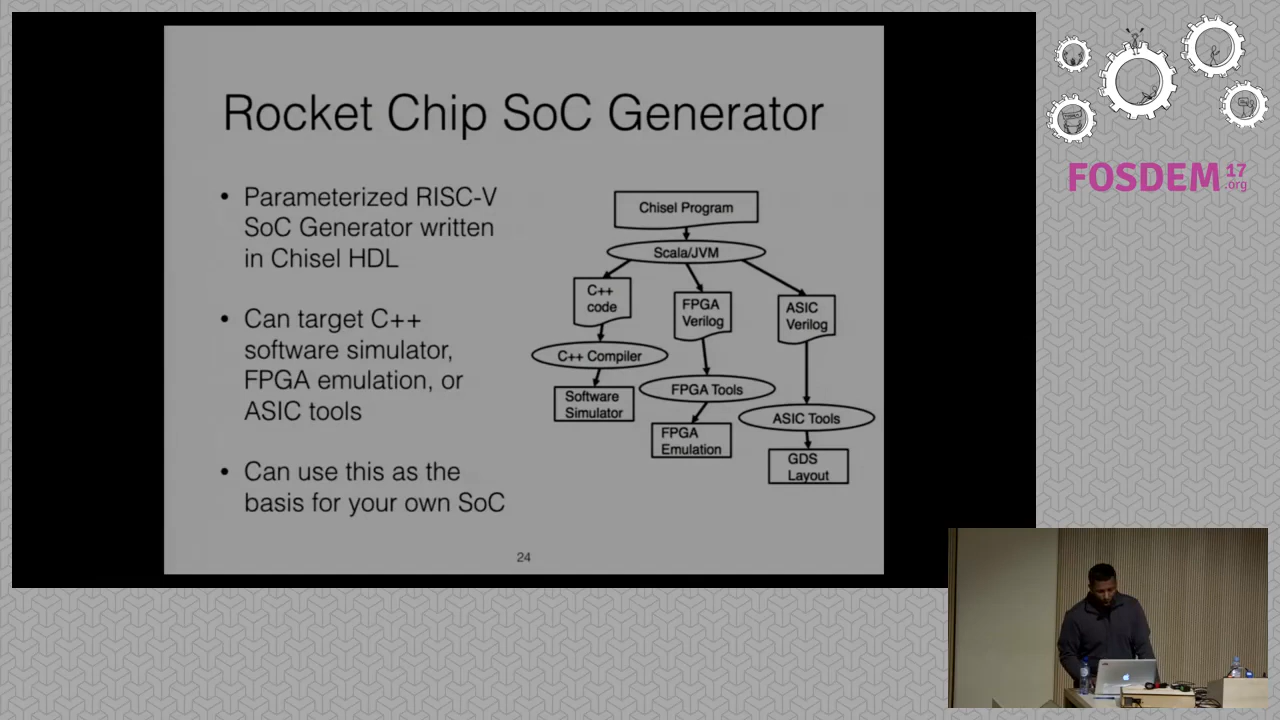 Rocket Chip SoC Generator
• Parameterized RISC-V
SoC Generator written
in Chisel HDL
• Can target C++
software simulator,
FPGA emulation, or
ASIC tools
• Can use this as the
basis for your own SoC
Chisel Program
Scala/JVM
C++
code
FPGA
Verilog
ASIC
Verilog
C++ Compiler
FPGA Tools
ASIC Tools
Software
Simulator
FPGA
Emulation
GDS
Layout
24
FOSDEM 17
.org